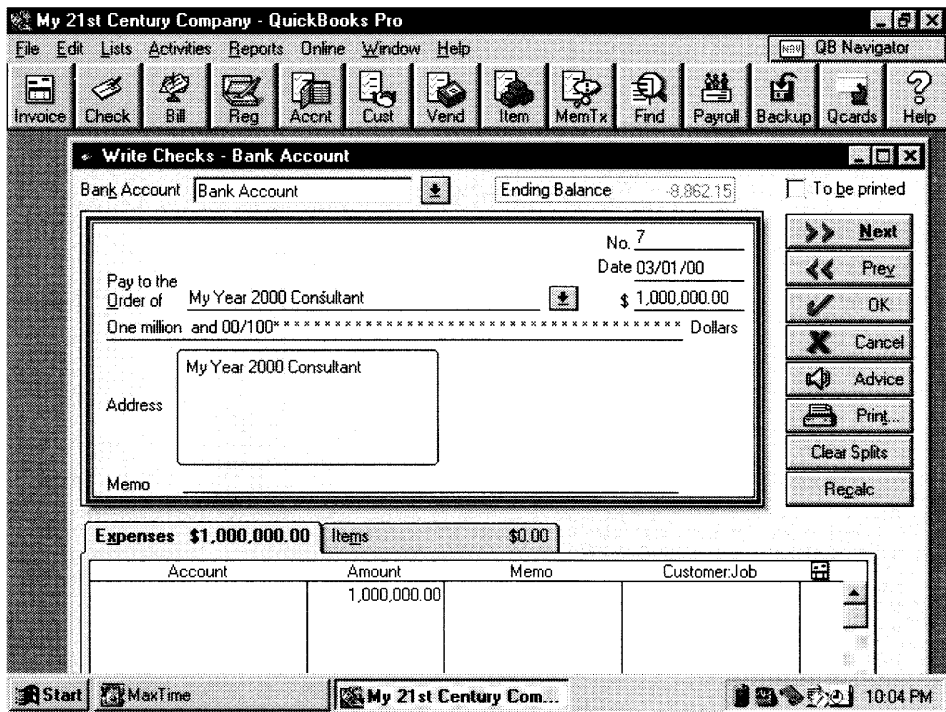 My 21st Century Company - QuickBooks Pro
File Edit Lists Activities Reports Online Window Help NAV QB Navigator
Invoice Check Bill Reg Accnt Cust Vend Item MemTx Find Payroll Backup Qcards Help
Write Checks - Bank Account
Bank Account Bank Account Ending Balance -8,862.15 To be printed
No. 7
Date 03/01/00
Pay to the
Order of My Year 2000 Consultant $ 1,000,000.00
One million and 00/100* * * * * * * * * * * * * * * * * * * * * * * * * * * * * * * * * * * * * * * * * * * Dollars
My Year 2000 Consultant
Address
Memo
Next
Prev
OK
Cancel
Advice
Print...
Clear Splits
Recalc
Expenses $1,000,000.00 Items $0.00
Account Amount Memo Customer:Job
1,000,000.00
Start MaxTime My 21st Century Com... 10:04 PM